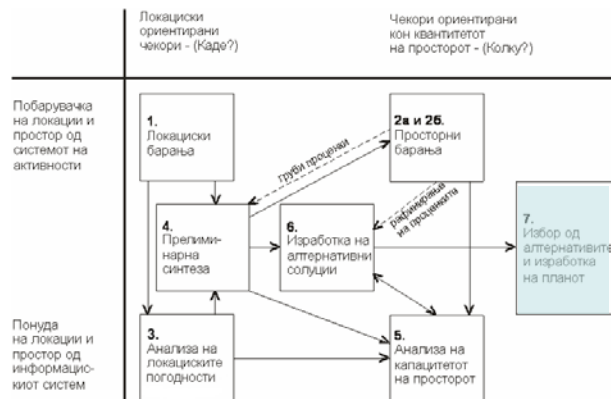 Локациски
ориентирани
чекори - (Каде?)
Чекори ориентирани
кон квантитетот
на просторот - (Колку?)
Побарувачка
на локации и
простор од
системот на
активности
1.
Локациски
барања
2а и 2б.
Просторни
барања
груби проценки
рафинирање
на проценките
4.
Прелими-
нарна
синтеза
6.
Изработка на
алтернативни
солуции
7.
Избор од
алтернативите
и изработка
на планот
Понуда
на локации и
простор од
информацис-
киот систем
3.
Анализа на
локациските
погодности
5.
Анализа на
капацитетот
на просторот